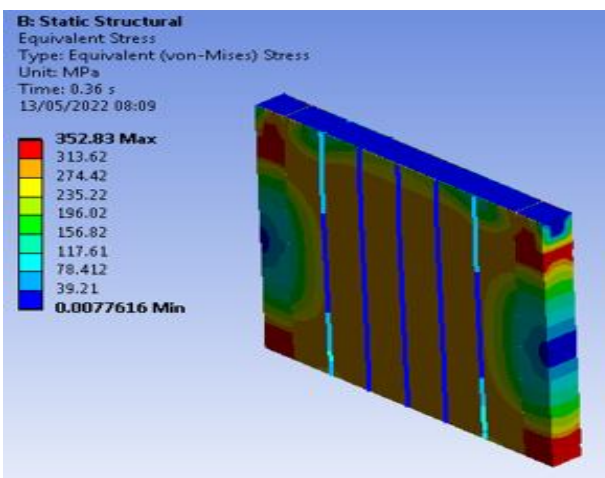 B: Static Structural
Equivalent Stress
Type: Equivalent (von-Mises) Stress
Unit: MPa
Time: 0.36 s
13/05/2022 08:09
352.83 Max
313.62
274.42
235.22
196.02
156.82
117.61
78.412
39.21
0.0077616 Min